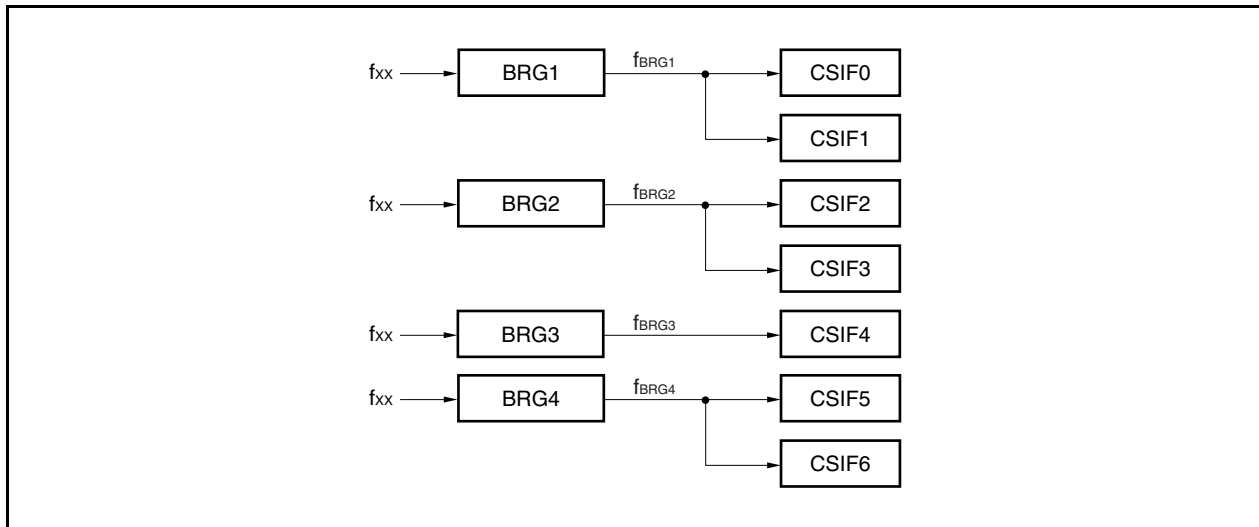 fxx BRG1 fBRG1 CSIF0
CSIF1
fxx BRG2 fBRG2 CSIF2
CSIF3
fxx BRG3 fBRG3 CSIF4
fxx BRG4 fBRG4 CSIF5
CSIF6